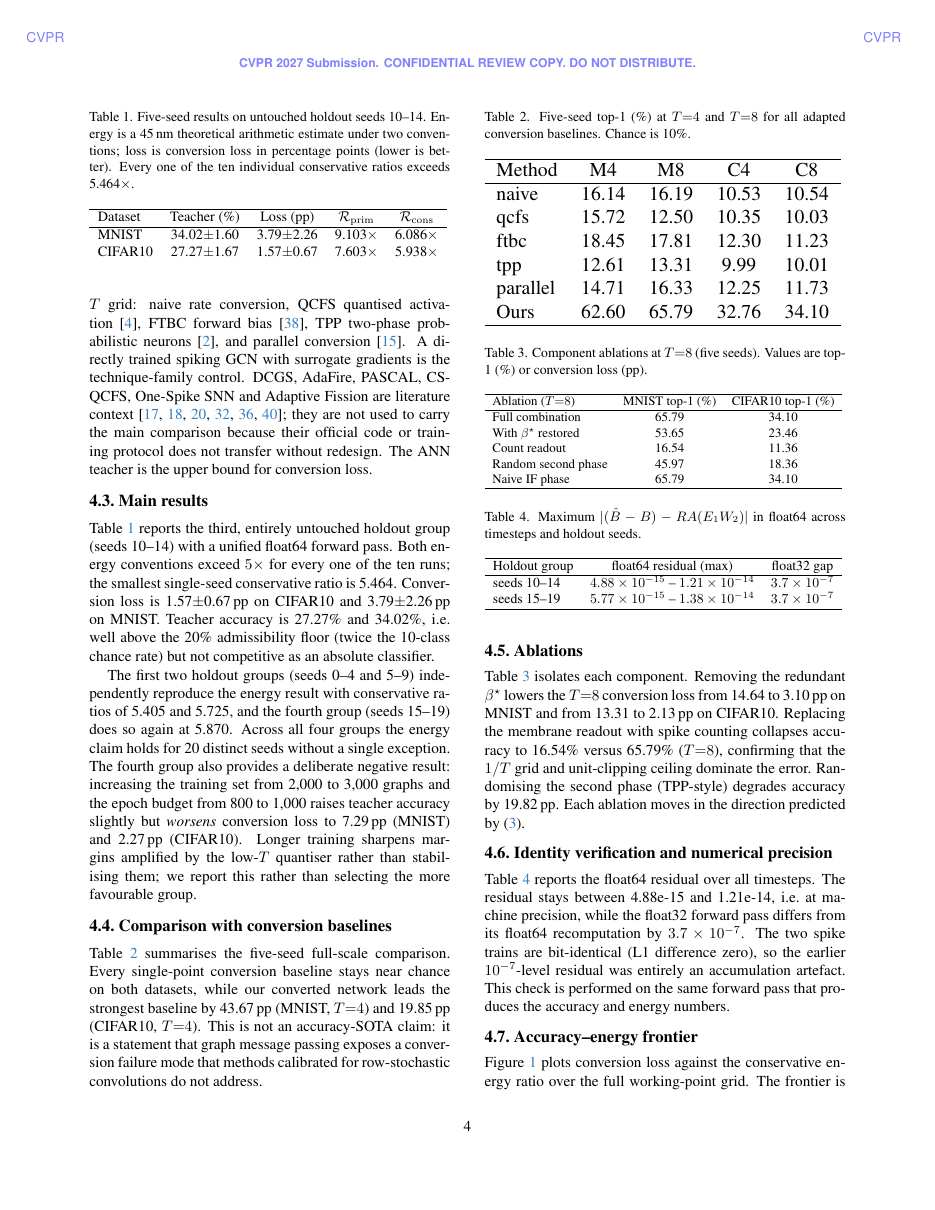 CVPR
CVPR
CVPR 2027 Submission. CONFIDENTIAL REVIEW COPY. DO NOT DISTRIBUTE.
Table 1. Five-seed results on untouched holdout seeds 10–14. En-
ergy is a 45 nm theoretical arithmetic estimate under two conven-
tions; loss is conversion loss in percentage points (lower is bet-
ter). Every one of the ten individual conservative ratios exceeds
5.464×.
Dataset Teacher (%) Loss (pp) ℛprim ℛcons
MNIST 34.02±1.60 3.79±2.26 9.103× 6.086×
CIFAR10 27.27±1.67 1.57±0.67 7.603× 5.938×
T grid: naive rate conversion, QCFS quantised activa-
tion [4], FTBC forward bias [38], TPP two-phase prob-
abilistic neurons [2], and parallel conversion [15]. A di-
rectly trained spiking GCN with surrogate gradients is the
technique-family control. DCGS, AdaFire, PASCAL, CS-
QCFS, One-Spike SNN and Adaptive Fission are literature
context [17, 18, 20, 32, 36, 40]; they are not used to carry
the main comparison because their official code or train-
ing protocol does not transfer without redesign. The ANN
teacher is the upper bound for conversion loss.
4.3. Main results
Table 1 reports the third, entirely untouched holdout group
(seeds 10–14) with a unified float64 forward pass. Both en-
ergy conventions exceed 5× for every one of the ten runs;
the smallest single-seed conservative ratio is 5.464. Conver-
sion loss is 1.57±0.67 pp on CIFAR10 and 3.79±2.26 pp
on MNIST. Teacher accuracy is 27.27% and 34.02%, i.e.
well above the 20% admissibility floor (twice the 10-class
chance rate) but not competitive as an absolute classifier.
The first two holdout groups (seeds 0–4 and 5–9) inde-
pendently reproduce the energy result with conservative ra-
tios of 5.405 and 5.725, and the fourth group (seeds 15–19)
does so again at 5.870. Across all four groups the energy
claim holds for 20 distinct seeds without a single exception.
The fourth group also provides a deliberate negative result:
increasing the training set from 2,000 to 3,000 graphs and
the epoch budget from 800 to 1,000 raises teacher accuracy
slightly but worsens conversion loss to 7.29 pp (MNIST)
and 2.27 pp (CIFAR10). Longer training sharpens mar-
gins amplified by the low-T quantiser rather than stabil-
ising them; we report this rather than selecting the more
favourable group.
4.4. Comparison with conversion baselines
Table 2 summarises the five-seed full-scale comparison.
Every single-point conversion baseline stays near chance
on both datasets, while our converted network leads the
strongest baseline by 43.67 pp (MNIST, T=4) and 19.85 pp
(CIFAR10, T=4). This is not an accuracy-SOTA claim: it
is a statement that graph message passing exposes a conver-
sion failure mode that methods calibrated for row-stochastic
convolutions do not address.
Table 2. Five-seed top-1 (%) at T=4 and T=8 for all adapted
conversion baselines. Chance is 10%.
Method M4 M8 C4 C8
naive 16.14 16.19 10.53 10.54
qcfs 15.72 12.50 10.35 10.03
ftbc 18.45 17.81 12.30 11.23
tpp 12.61 13.31 9.99 10.01
parallel 14.71 16.33 12.25 11.73
Ours 62.60 65.79 32.76 34.10
Table 3. Component ablations at T=8 (five seeds). Values are top-
1 (%) or conversion loss (pp).
Ablation (T=8) MNIST top-1 (%) CIFAR10 top-1 (%)
Full combination 65.79 34.10
With β⋆ restored 53.65 23.46
Count readout 16.54 11.36
Random second phase 45.97 18.36
Naive IF phase 65.79 34.10
Table 4. Maximum |(B̂ − B) − RA(E₁W₂)| in float64 across
timesteps and holdout seeds.
Holdout group float64 residual (max) float32 gap
seeds 10–14 4.88 × 10⁻¹⁵ – 1.21 × 10⁻¹⁴ 3.7 × 10⁻⁷
seeds 15–19 5.77 × 10⁻¹⁵ – 1.38 × 10⁻¹⁴ 3.7 × 10⁻⁷
4.5. Ablations
Table 3 isolates each component. Removing the redundant
β⋆ lowers the T=8 conversion loss from 14.64 to 3.10 pp on
MNIST and from 13.31 to 2.13 pp on CIFAR10. Replacing
the membrane readout with spike counting collapses accu-
racy to 16.54% versus 65.79% (T=8), confirming that the
1/T grid and unit-clipping ceiling dominate the error. Ran-
domising the second phase (TPP-style) degrades accuracy
by 19.82 pp. Each ablation moves in the direction predicted
by (3).
4.6. Identity verification and numerical precision
Table 4 reports the float64 residual over all timesteps. The
residual stays between 4.88e-15 and 1.21e-14, i.e. at ma-
chine precision, while the float32 forward pass differs from
its float64 recomputation by 3.7 × 10⁻⁷. The two spike
trains are bit-identical (L1 difference zero), so the earlier
10⁻⁷-level residual was entirely an accumulation artefact.
This check is performed on the same forward pass that pro-
duces the accuracy and energy numbers.
4.7. Accuracy–energy frontier
Figure 1 plots conversion loss against the conservative en-
ergy ratio over the full working-point grid. The frontier is
4